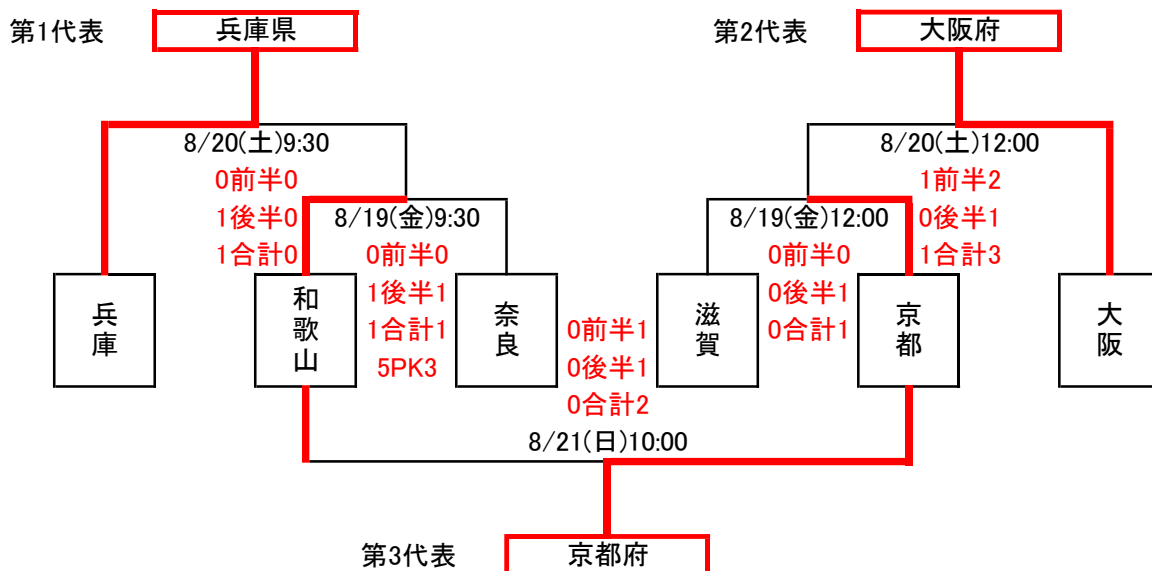 第1代表
兵庫県
第2代表
大阪府
8/20(土)9:30
0前半0
1後半0
1合計0
8/19(金)9:30
0前半0
1後半1
1合計1
5PK3
8/20(土)12:00
1前半2
0後半1
1合計3
8/19(金)12:00
0前半0
0後半1
0合計1
兵庫
和歌山
奈良
滋賀
京都
大阪
0前半1
0後半1
0合計2
8/21(日)10:00
第3代表
京都府